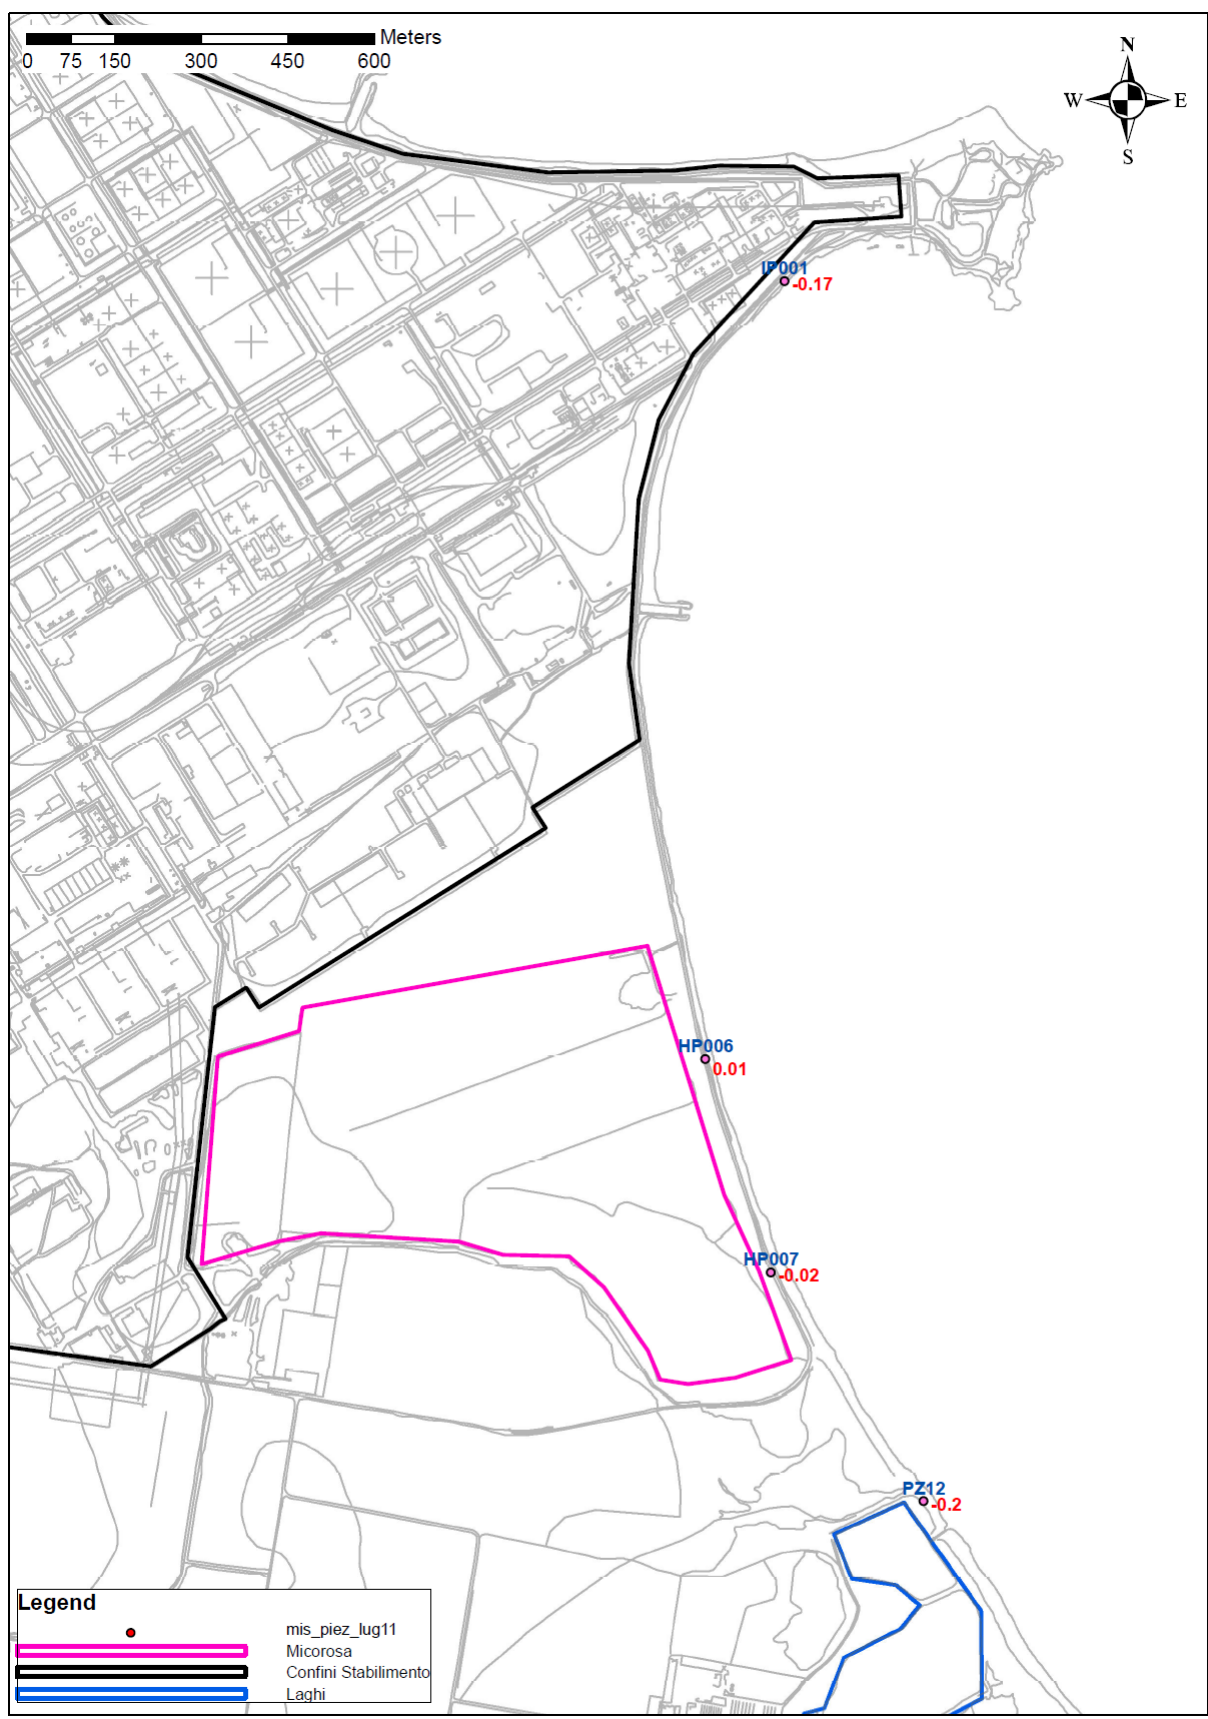 Meters
0 75 150 300 450 600
N
W E
S
IP001
-0.17
HP006
0.01
HP007
-0.02
PZ12
-0.2
Legend
mis_piez_lug11
Micorosa
Confini Stabilimento
Laghi